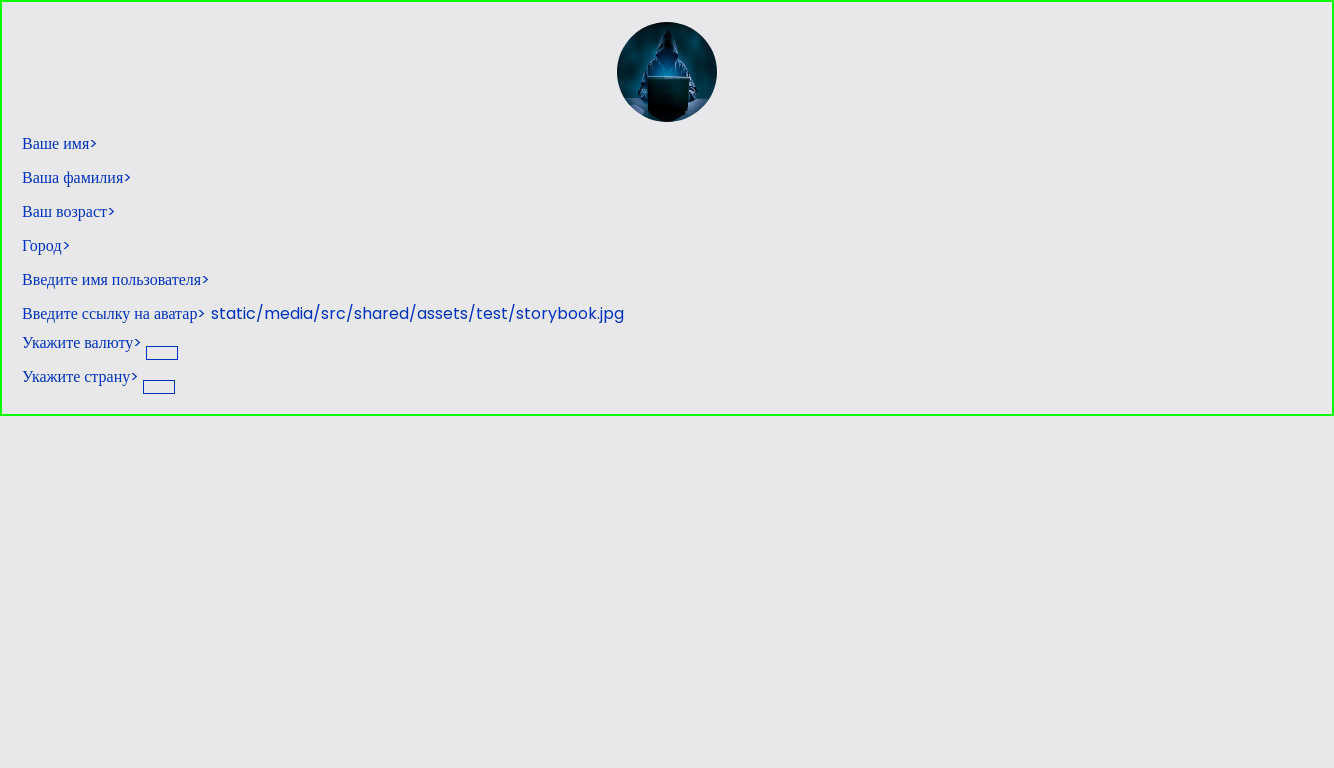 Ваше имя>
Ваша фамилия>
Ваш возраст>
Город>
Введите имя пользователя>
Введите ссылку на аватар> static/media/src/shared/assets/test/storybook.jpg
Укажите валюту>
Укажите страну>